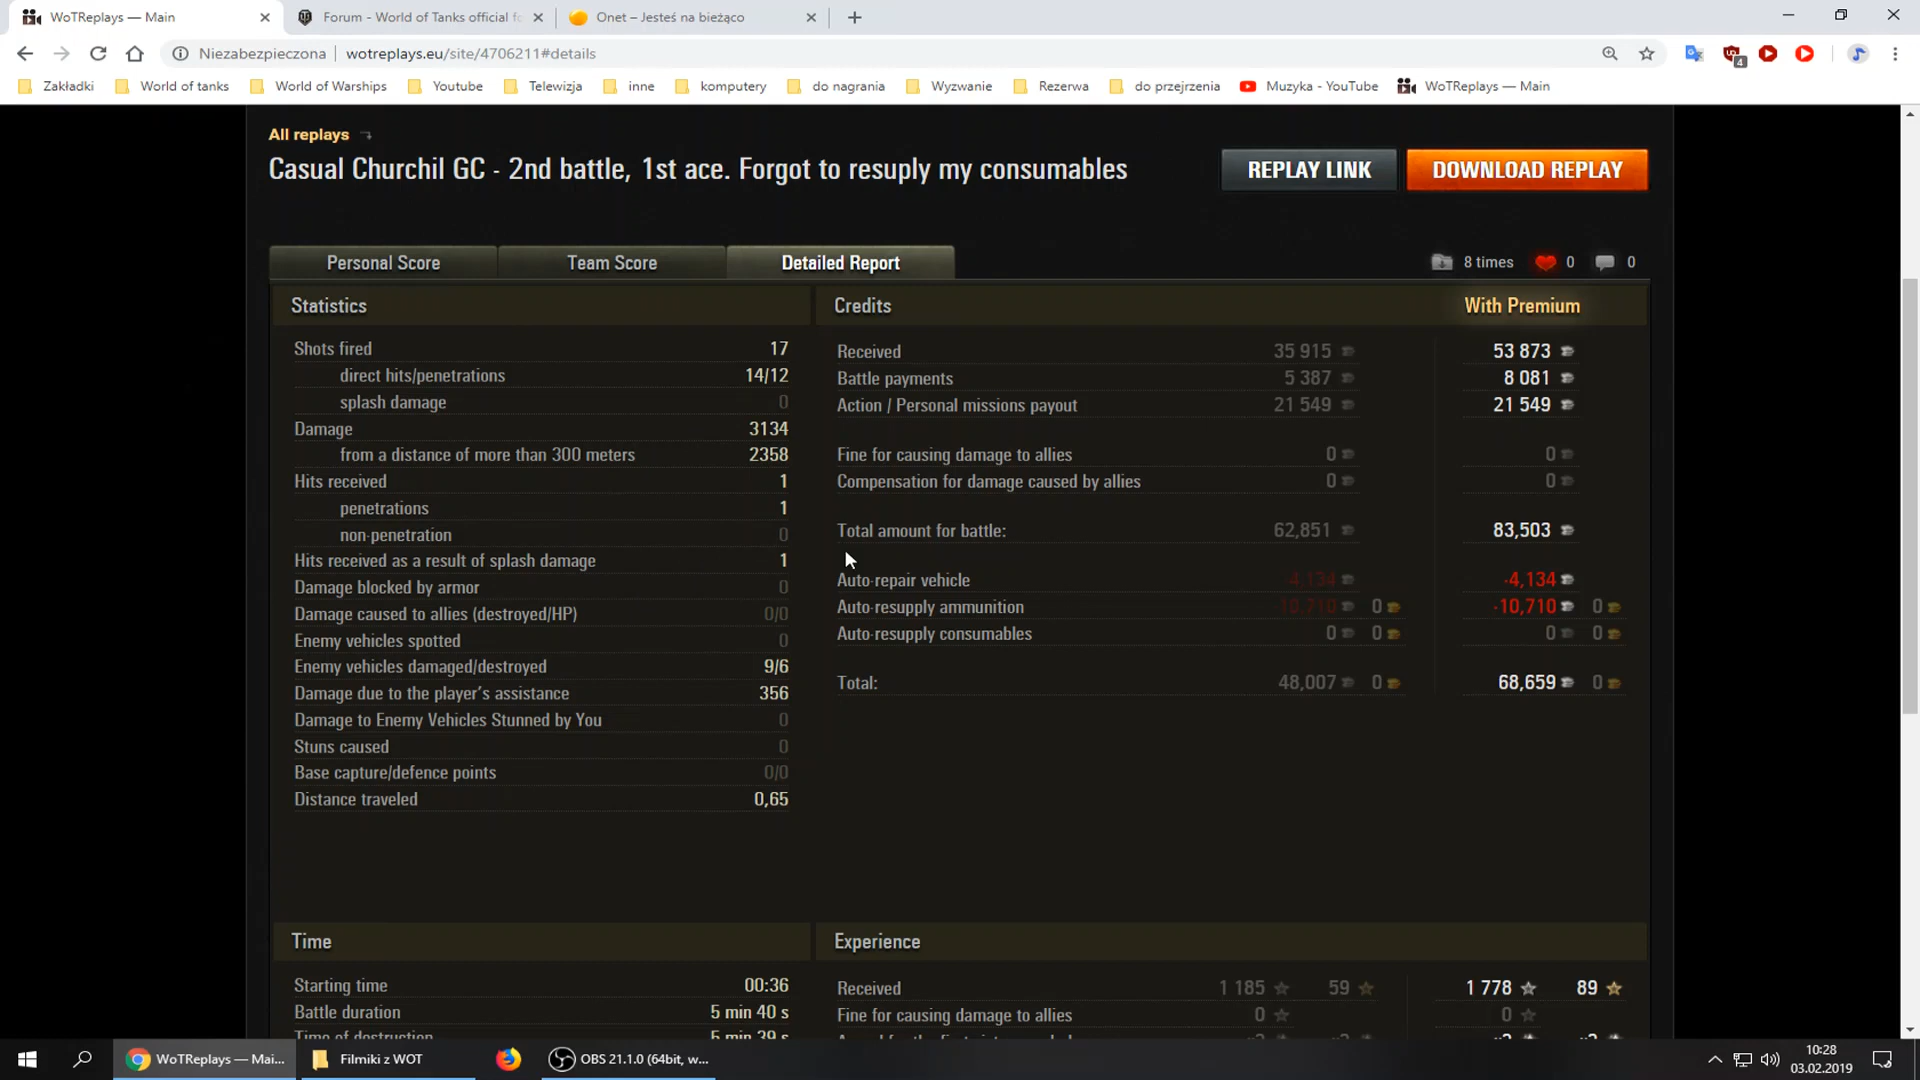 WoTReplays — Main
Forum - World of Tanks official fo
Onet – Jesteś na bieżąco
Niezabezpieczona
wotreplays.eu/site/4706211#details
4
Zakładki
World of tanks
World of Warships
Youtube
Telewizja
inne
komputery
do nagrania
Wyzwanie
Rezerwa
do przejrzenia
Muzyka - YouTube
WoTReplays — Main
All replays
Casual Churchil GC - 2nd battle, 1st ace. Forgot to resuply my consumables
REPLAY LINK
DOWNLOAD REPLAY
Personal Score
Team Score
Detailed Report
8 times
0
0
Statistics
Shots fired 17
direct hits/penetrations 14/12
splash damage 0
Damage 3134
from a distance of more than 300 meters 2358
Hits received 1
penetrations 1
non-penetration 0
Hits received as a result of splash damage 1
Damage blocked by armor 0
Damage caused to allies (destroyed/HP) 0/0
Enemy vehicles spotted 0
Enemy vehicles damaged/destroyed 9/6
Damage due to the player's assistance 356
Damage to Enemy Vehicles Stunned by You 0
Stuns caused 0
Base capture/defence points 0/0
Distance traveled 0,65
Credits With Premium
Received 35 915 53 873
Battle payments 5 387 8 081
Action / Personal missions payout 21 549 21 549
Fine for causing damage to allies 0 0
Compensation for damage caused by allies 0 0
Total amount for battle: 62,851 83,503
Auto-repair vehicle -4,134 -4,134
Auto-resupply ammunition -10,710 0 -10,710 0
Auto-resupply consumables 0 0 0 0
Total: 48,007 0 68,659 0
Time
Starting time 00:36
Battle duration 5 min 40 s
Time of destruction 5 min 39 s
Experience
Received 1 185 59 1 778 89
Fine for causing damage to allies 0 0
WoTReplays — Mai...
Filmiki z WOT
OBS 21.1.0 (64bit, w...
10:28
03.02.2019